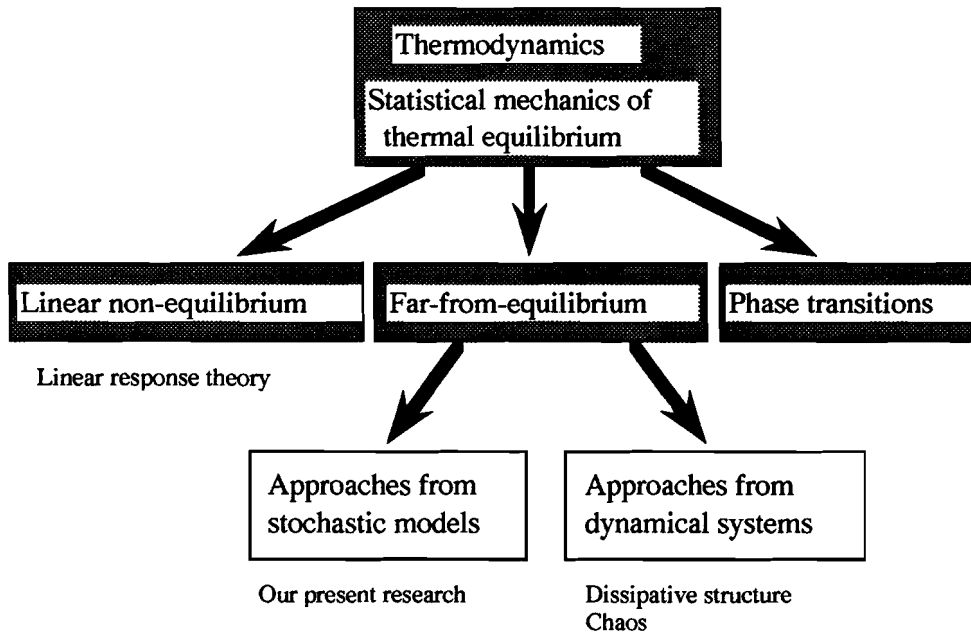 Thermodynamics
Statistical mechanics of
thermal equilibrium
Linear non-equilibrium
Far-from-equilibrium
Phase transitions
Linear response theory
Approaches from
stochastic models
Approaches from
dynamical systems
Our present research
Dissipative structure
Chaos